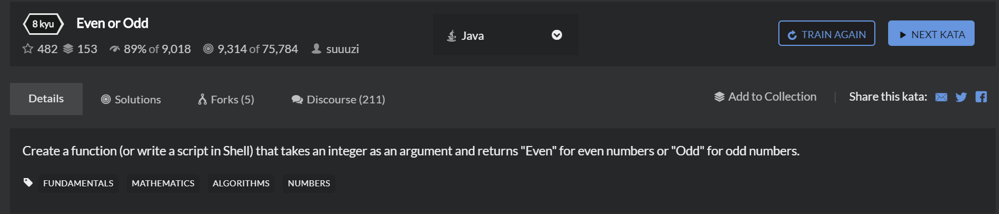 8 kyu Even or Odd
482 153 89% of 9,018 9,314 of 75,784 suuuzi
Java
TRAIN AGAIN NEXT KATA
Details Solutions Forks (5) Discourse (211)
Add to Collection Share this kata:
Create a function (or write a script in Shell) that takes an integer as an argument and returns "Even" for even numbers or "Odd" for odd numbers.
FUNDAMENTALS MATHEMATICS ALGORITHMS NUMBERS